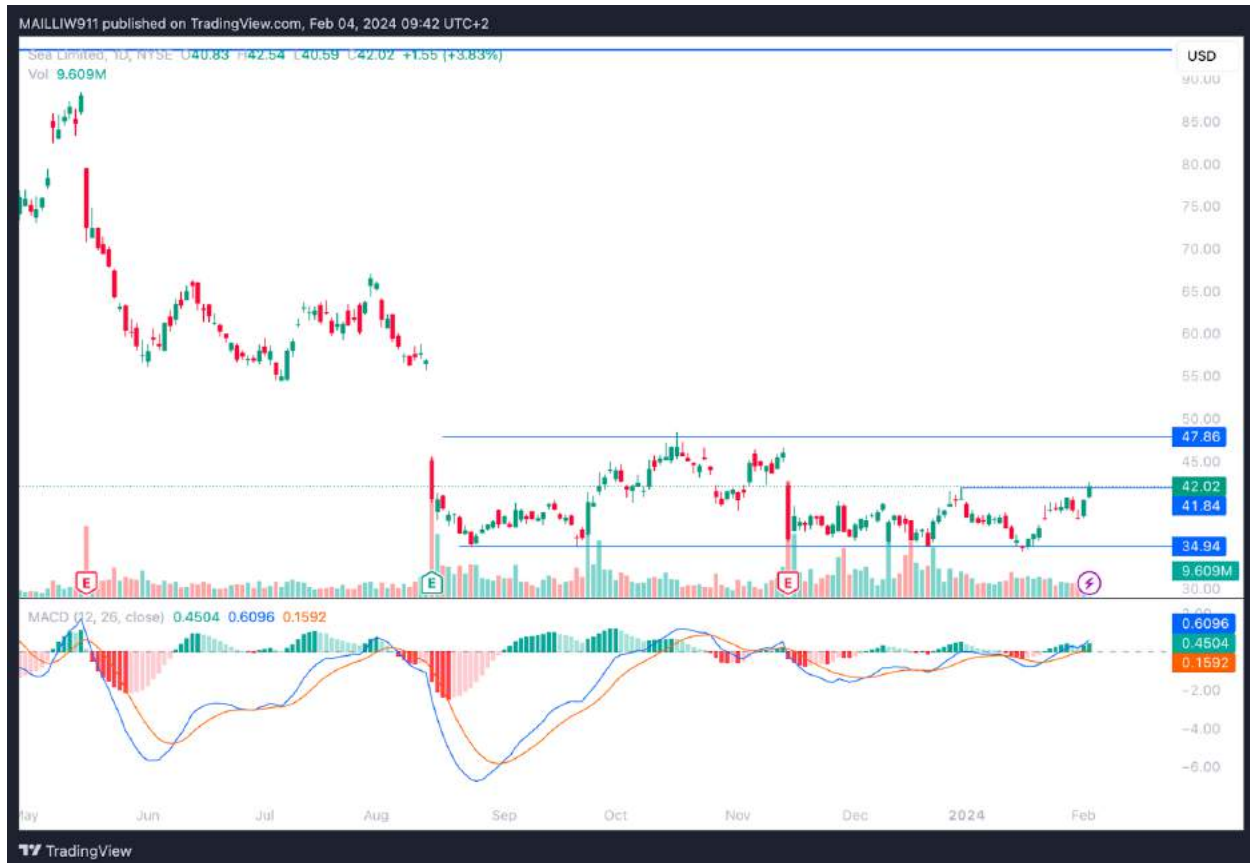 MAILLIW911 published on TradingView.com, Feb 04, 2024 09:42 UTC+2
Sea Limited, 1D, NYSE O40.83 H42.54 L40.59 C42.02 +1.55 (+3.83%)
Vol 9.609M
USD
90.00
85.00
80.00
75.00
70.00
65.00
60.00
55.00
50.00
47.86
45.00
42.02
41.84
34.94
9.609M
30.00
E
E
E
MACD (12, 26, close) 0.4504 0.6096 0.1592
2.00
0.6096
0.4504
0.1592
−2.00
−4.00
−6.00
May Jun Jul Aug Sep Oct Nov Dec 2024 Feb
TradingView